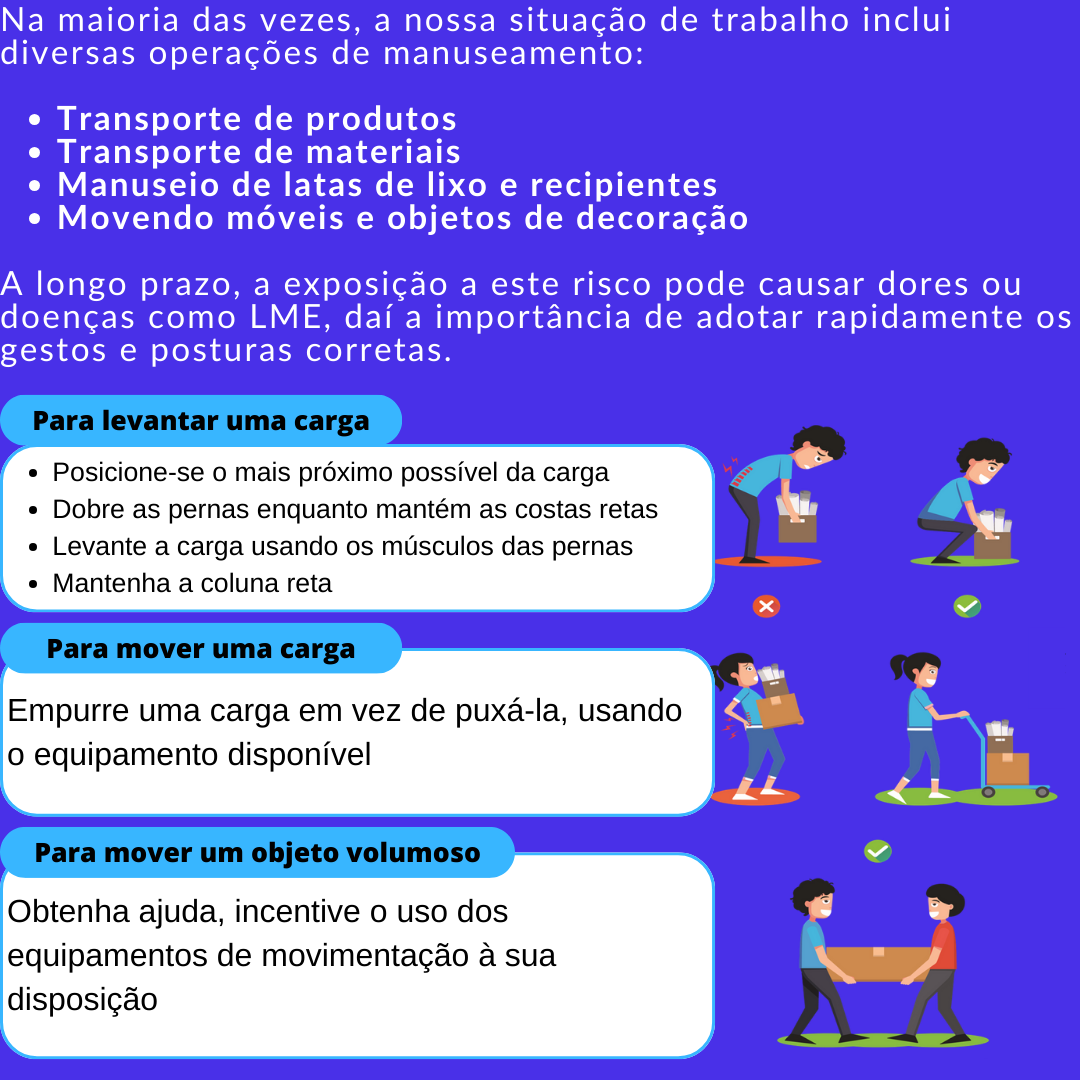 Na maioria das vezes, a nossa situação de trabalho inclui
diversas operações de manuseamento:
• Transporte de produtos
• Transporte de materiais
• Manuseio de latas de lixo e recipientes
• Movendo móveis e objetos de decoração
A longo prazo, a exposição a este risco pode causar dores ou
doenças como LME, daí a importância de adotar rapidamente os
gestos e posturas corretas.
Para levantar uma carga
• Posicione-se o mais próximo possível da carga
• Dobre as pernas enquanto mantém as costas retas
• Levante a carga usando os músculos das pernas
• Mantenha a coluna reta
Para mover uma carga
Empurre uma carga em vez de puxá-la, usando
o equipamento disponível
Para mover um objeto volumoso
Obtenha ajuda, incentive o uso dos
equipamentos de movimentação à sua
disposição